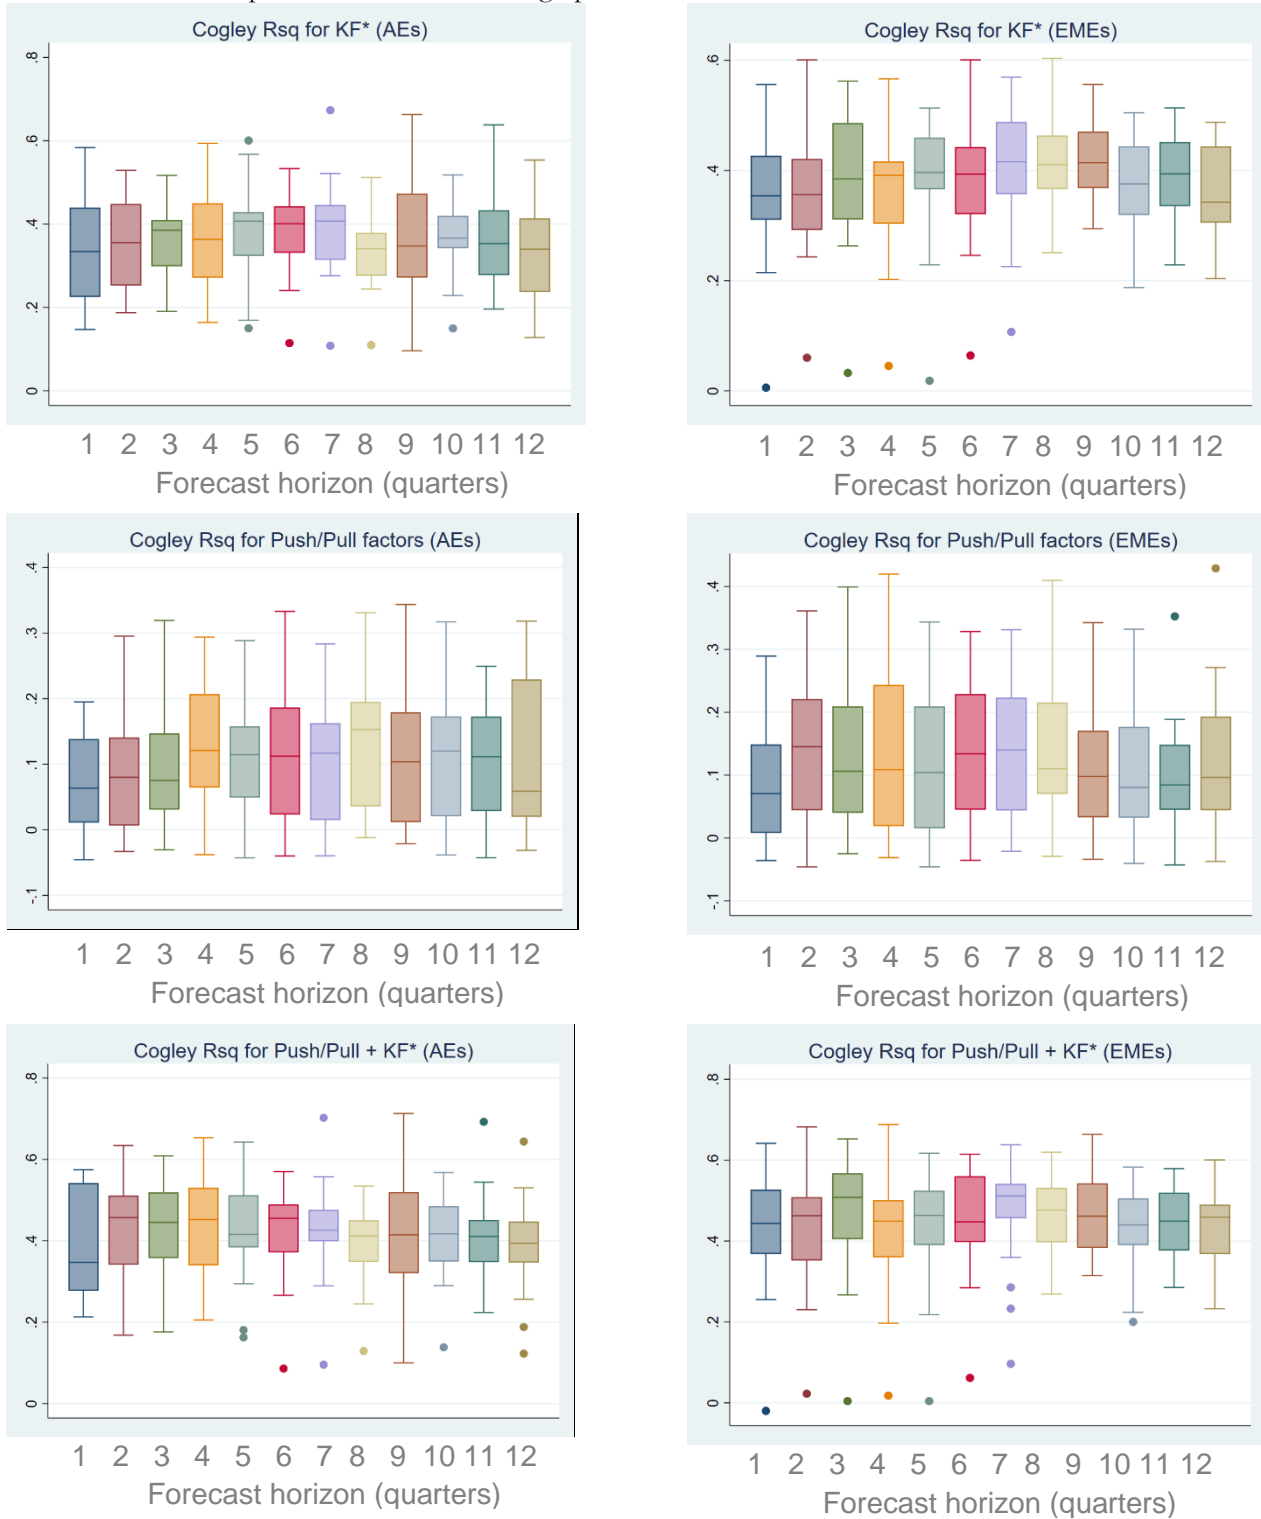 Cogley Rsq for KF* (AEs)
.8
.6
.4
.2
0
1 2 3 4 5 6 7 8 9 10 11 12
Forecast horizon (quarters)
Cogley Rsq for KF* (EMEs)
.6
.4
.2
0
1 2 3 4 5 6 7 8 9 10 11 12
Forecast horizon (quarters)
Cogley Rsq for Push/Pull factors (AEs)
.4
.3
.2
.1
0
-.1
1 2 3 4 5 6 7 8 9 10 11 12
Forecast horizon (quarters)
Cogley Rsq for Push/Pull factors (EMEs)
.4
.3
.2
.1
0
-.1
1 2 3 4 5 6 7 8 9 10 11 12
Forecast horizon (quarters)
Cogley Rsq for Push/Pull + KF* (AEs)
.8
.6
.4
.2
0
1 2 3 4 5 6 7 8 9 10 11 12
Forecast horizon (quarters)
Cogley Rsq for Push/Pull + KF* (EMEs)
.8
.6
.4
.2
0
1 2 3 4 5 6 7 8 9 10 11 12
Forecast horizon (quarters)